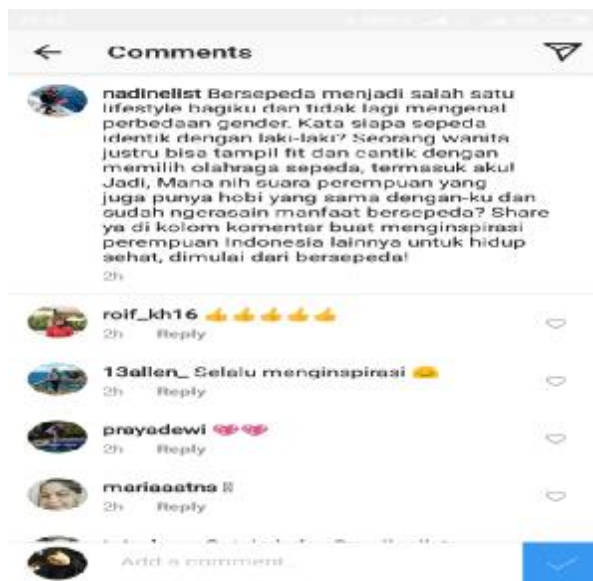 Comments
nadinelist Bersepeda menjadi salah satu
lifestyle bagiku dan tidak lagi mengenal
perbedaan gender. Kata siapa sepeda
identik dengan laki-laki? Seorang wanita
justru bisa tampil fit dan cantik dengan
memilih olahraga sepeda, termasuk aku!
Jadi, Mana nih suara perempuan yang
juga punya hobi yang sama dengan-ku dan
sudah ngerasain manfaat bersepeda? Share
ya di kolom komentar buat menginspirasi
perempuan Indonesia lainnya untuk hidup
sehat, dimulai dari bersepeda!
2h
roif_kh16 👍👍👍👍👍
2h Reply
13allen_ Selalu menginspirasi 🤗
2h Reply
prayadewi 💖💖
2h Reply
mariaaatns
2h Reply
Add a comment